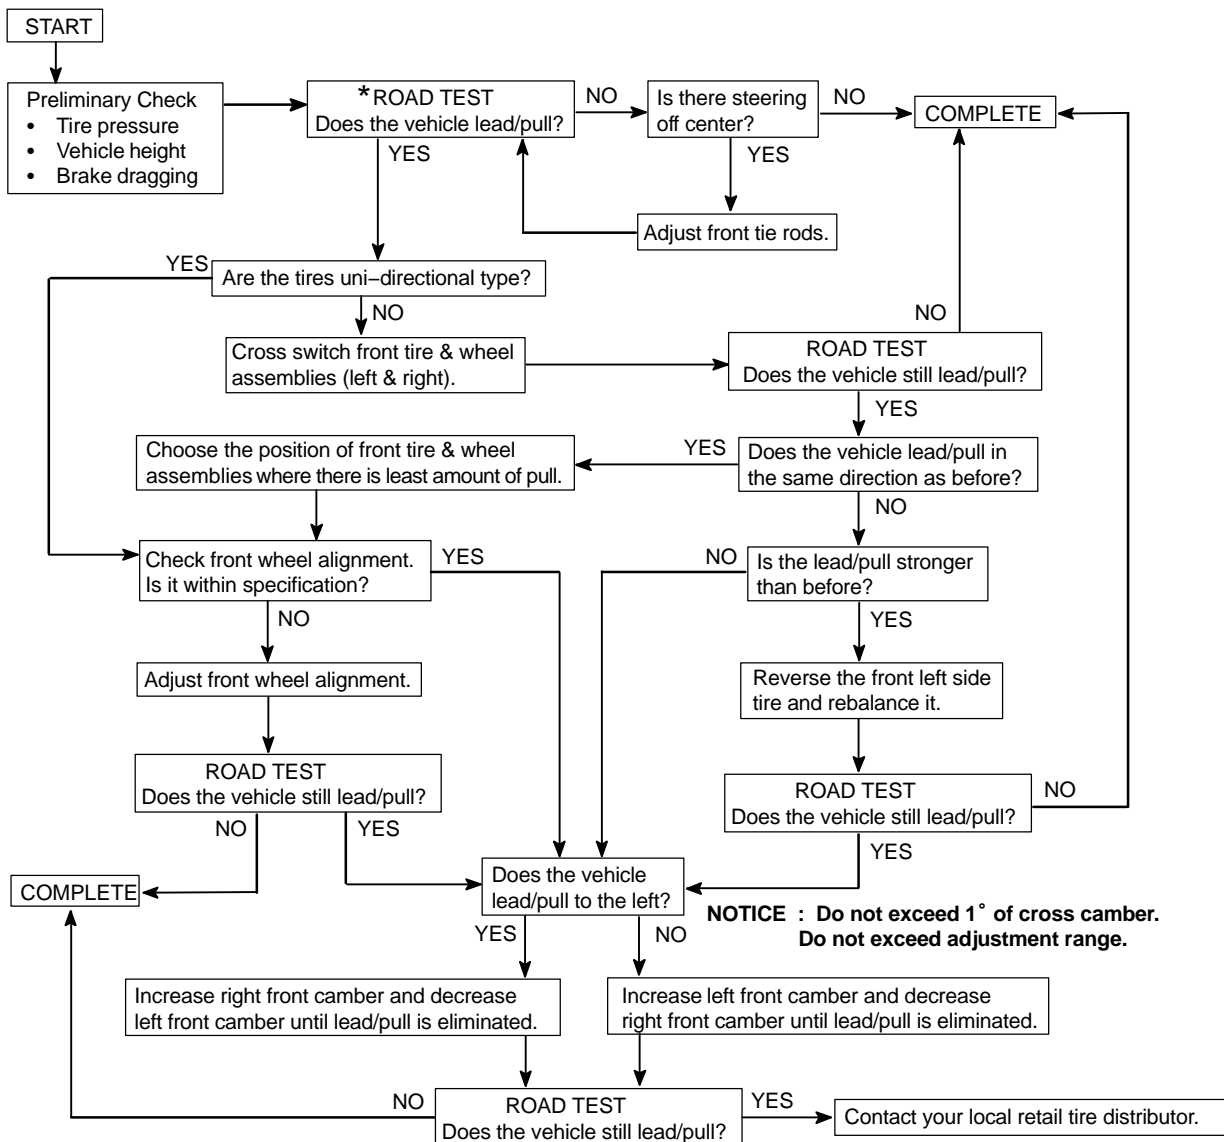 START
Preliminary Check
• Tire pressure
• Vehicle height
• Brake dragging
*ROAD TEST
Does the vehicle lead/pull?
NO
Is there steering
off center?
NO
COMPLETE
YES
YES
Adjust front tie rods.
YES
Are the tires uni–directional type?
NO
Cross switch front tire & wheel
assemblies (left & right).
NO
ROAD TEST
Does the vehicle still lead/pull?
YES
Choose the position of front tire & wheel
assemblies where there is least amount of pull.
YES
Does the vehicle lead/pull in
the same direction as before?
NO
Check front wheel alignment.
Is it within specification?
YES
NO
NO
Is the lead/pull stronger
than before?
YES
Adjust front wheel alignment.
Reverse the front left side
tire and rebalance it.
ROAD TEST
Does the vehicle still lead/pull?
NO
YES
ROAD TEST
Does the vehicle still lead/pull?
NO
YES
COMPLETE
Does the vehicle
lead/pull to the left?
NOTICE : Do not exceed 1° of cross camber.
Do not exceed adjustment range.
YES
NO
Increase right front camber and decrease
left front camber until lead/pull is eliminated.
Increase left front camber and decrease
right front camber until lead/pull is eliminated.
NO
ROAD TEST
Does the vehicle still lead/pull?
YES
Contact your local retail tire distributor.